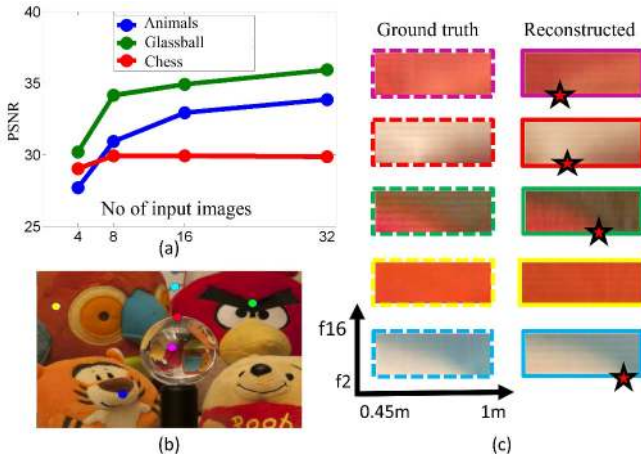 40
35
30
25
PSNR
Animals
Glassball
Chess
No of input images
4
8
16
32
(a)
(b)
Ground truth
Reconstructed
f16
f2
0.45m
1m
(c)